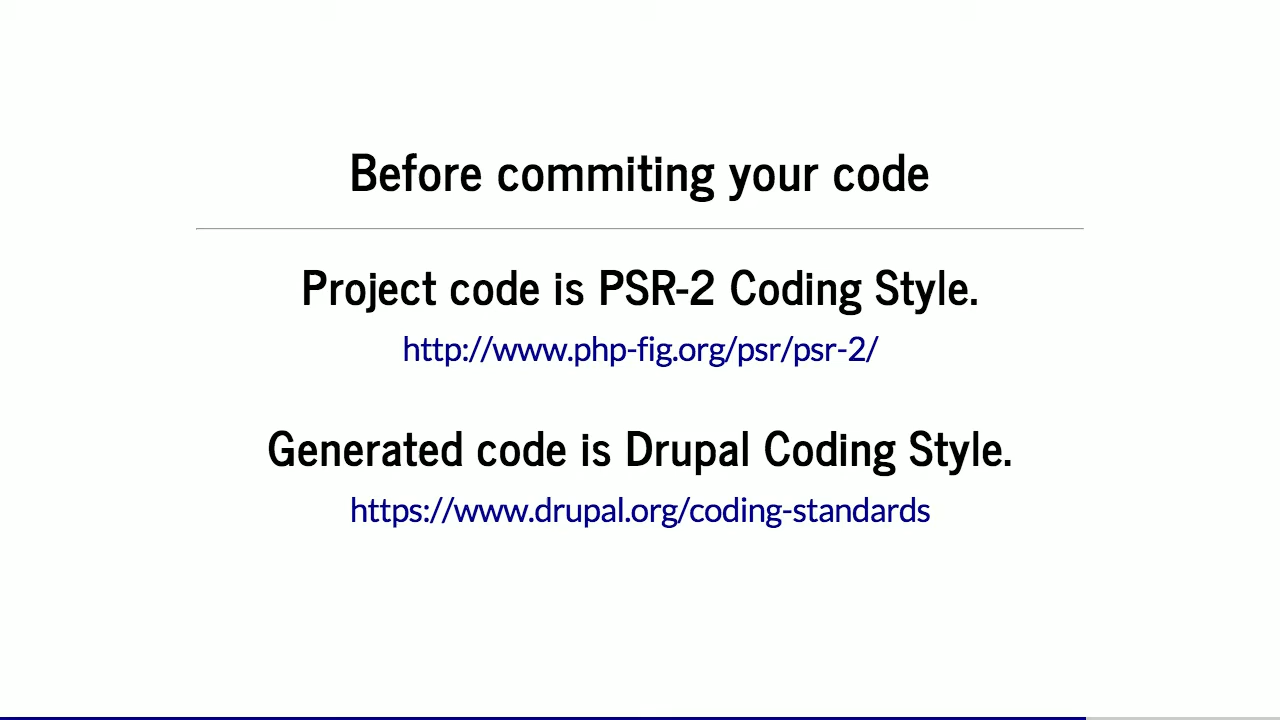 Before commiting your code
Project code is PSR-2 Coding Style.
http://www.php-fig.org/psr/psr-2/
Generated code is Drupal Coding Style.
https://www.drupal.org/coding-standards